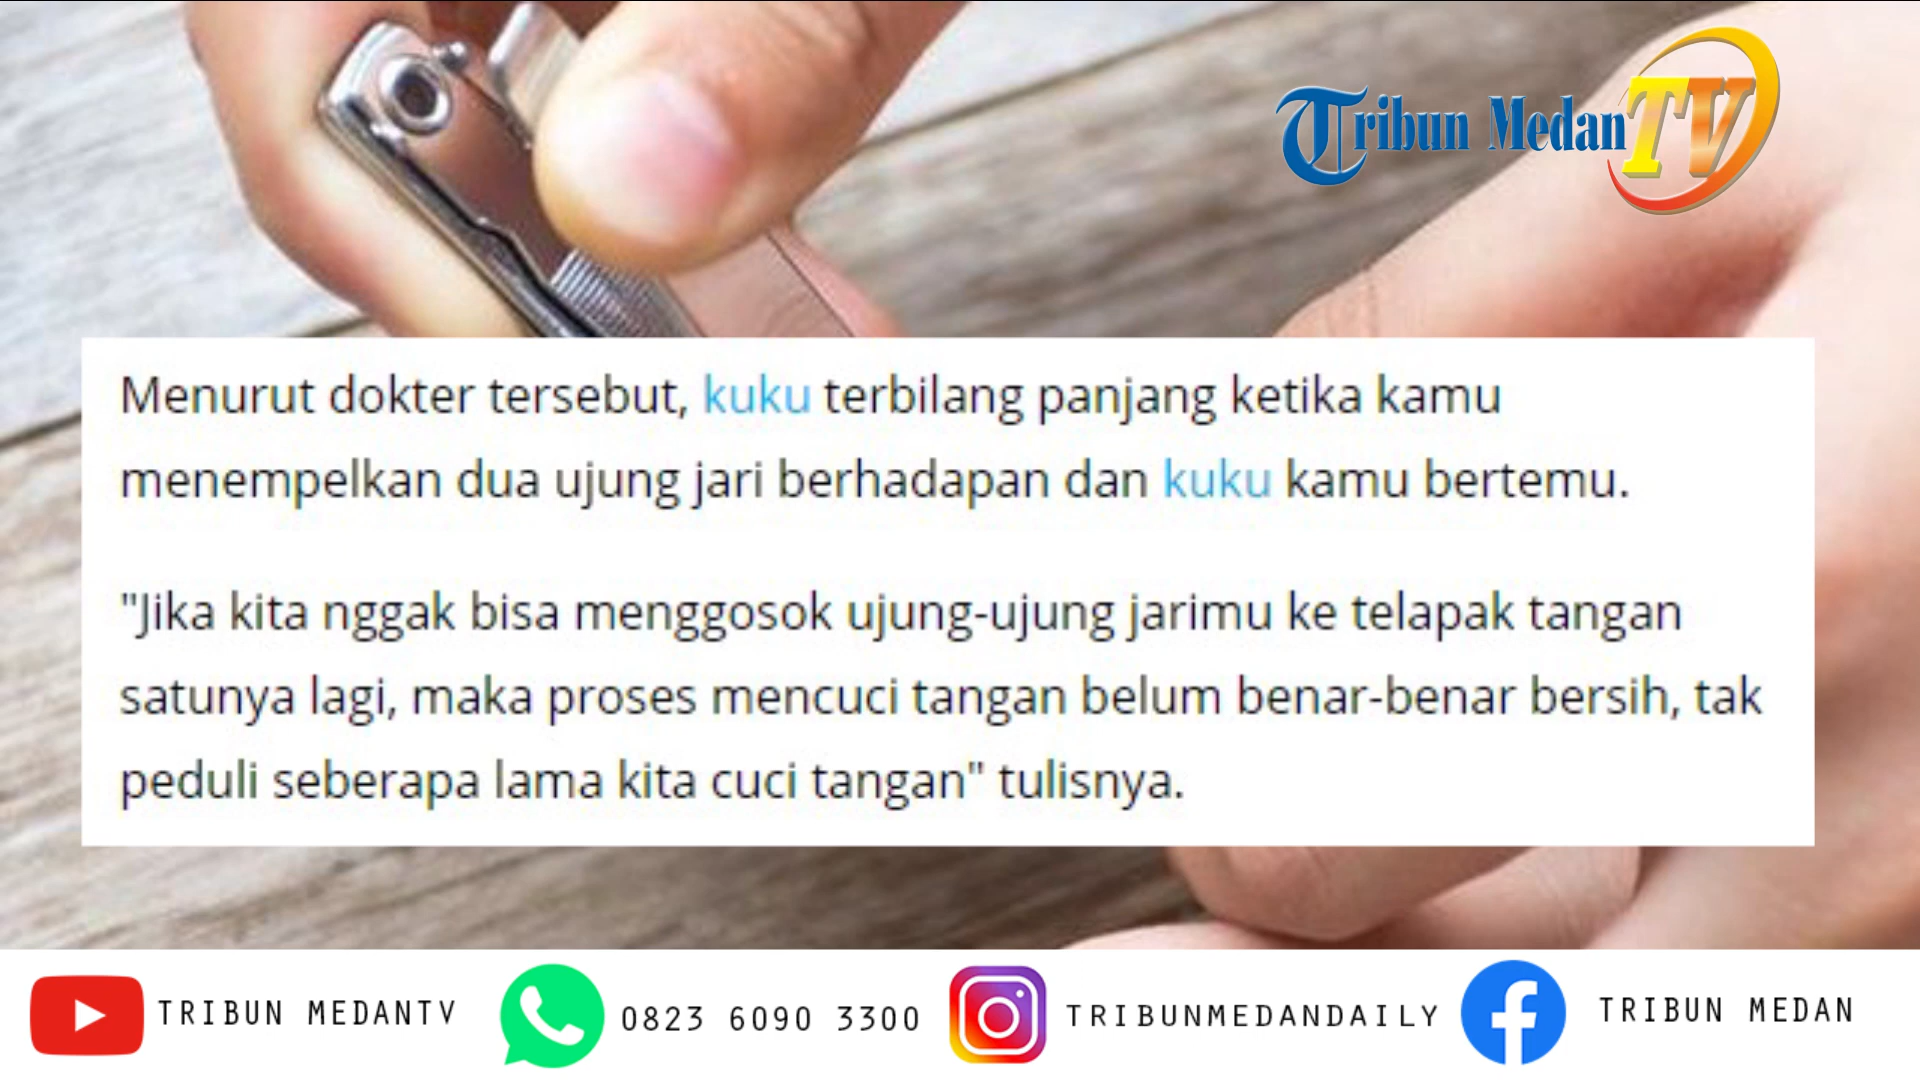 Tribun Medan TV
Menurut dokter tersebut, kuku terbilang panjang ketika kamu
menempelkan dua ujung jari berhadapan dan kuku kamu bertemu.
"Jika kita nggak bisa menggosok ujung-ujung jarimu ke telapak tangan
satunya lagi, maka proses mencuci tangan belum benar-benar bersih, tak
peduli seberapa lama kita cuci tangan" tulisnya.
TRIBUN MEDANTV 0823 6090 3300 TRIBUNMEDANDAILY TRIBUN MEDAN